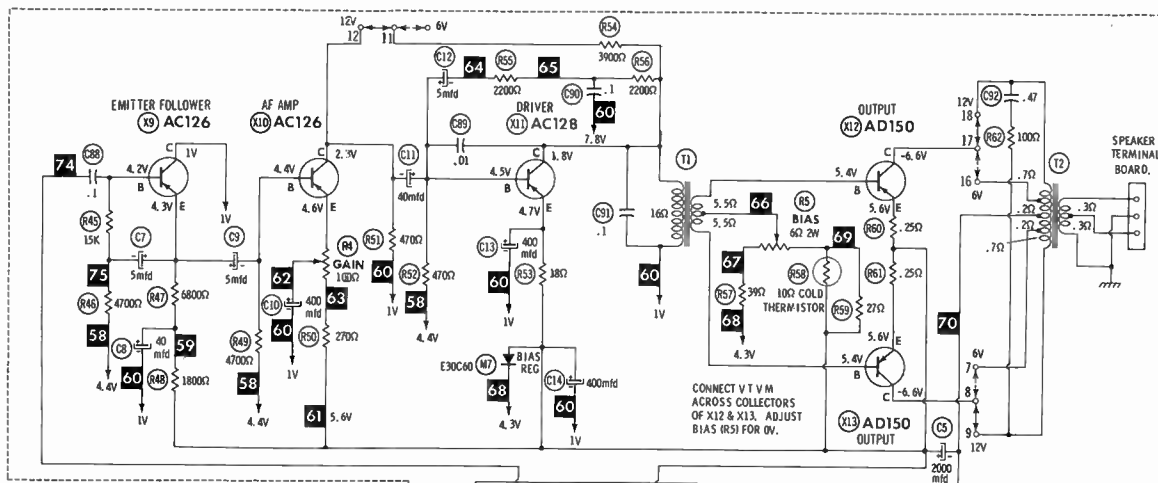 12V
12
11
6V
R54
3900Ω
C12
5mfd
64
R55
2200Ω
65
R56
2200Ω
C90
.1
60
7.8V
EMITTER FOLLOWER
X9 AC126
AF AMP
X10 AC126
DRIVER
X11 AC128
OUTPUT
X12 AD150
C89
.01
C 1V
C 2.3V
C 1.8V
C -6.6V
74
C88
.1
4.2V
B
4.3V
E
1V
4.4V
B
4.6V
E
C11
40mfd
4.5V
B
4.7V
E
C91
.1
60
1V
T1
16Ω
5.5Ω
5.5Ω
66
R5
BIAS
6Ω 2W
5.4V
B
5.6V
E
R60
.25Ω
R61
.25Ω
12V
18
17
16
6V
C92
.47
R62
100Ω
.7Ω
.2Ω
.2Ω
.7Ω
T2
.3Ω
.3Ω
SPEAKER
TERMINAL
BOARD.
R45
15K
C7
5mfd
C9
5mfd
75
R46
4700Ω
58
4.4V
R47
6800Ω
C8
40
mfd
60
1V
59
R48
1800Ω
R49
4700Ω
58
4.4V
R4
GAIN
62
C10
400
mfd
60
1V
63
R50
270Ω
61
5.6V
R51
470Ω
60
1V
R52
470Ω
58
4.4V
C13
400
mfd
60
1V
R53
18Ω
E30C60
M7
BIAS
REG
68
4.3V
C14
400mfd
60
1V
67
R57
39Ω
68
4.3V
69
R58
10Ω COLD
THERMISTOR
R59
27Ω
CONNECT VTVM
ACROSS COLLECTORS
OF X12 & X13. ADJUST
BIAS (R5) FOR 0V.
5.6V
E
5.4V
B
C -6.6V
X13 AD150
OUTPUT
70
6V
7
8
9
12V
C5
2000
mfd